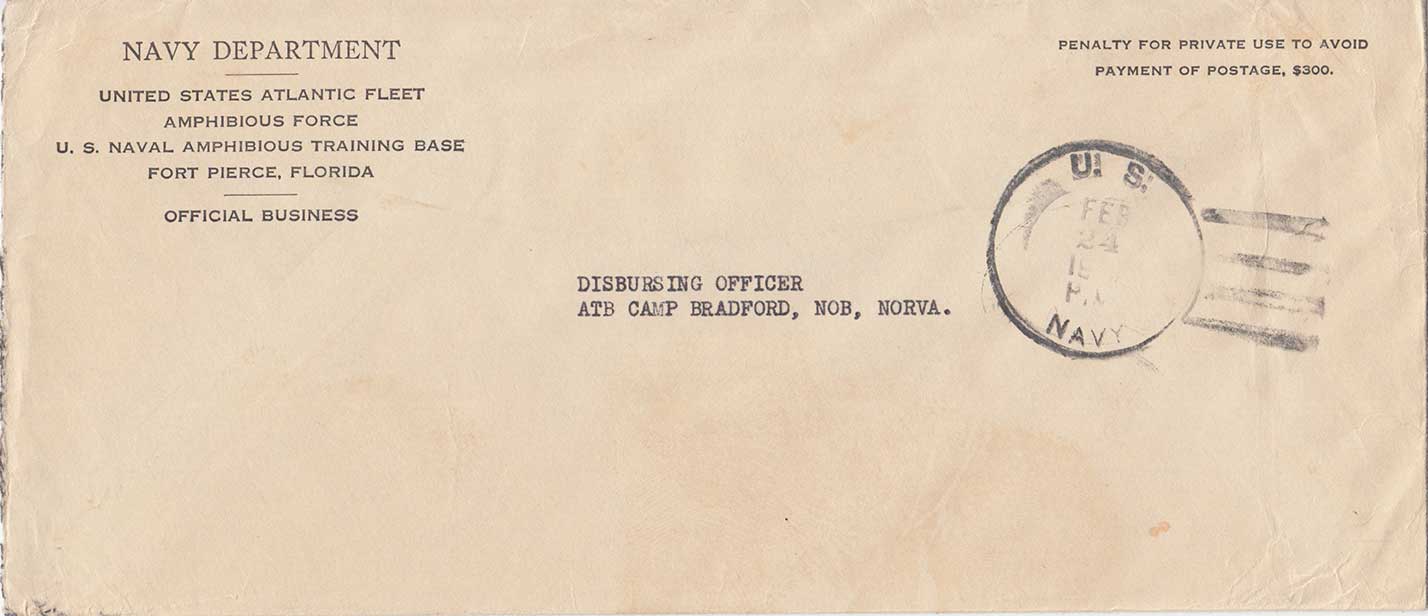 NAVY DEPARTMENT
UNITED STATES ATLANTIC FLEET
AMPHIBIOUS FORCE
U. S. NAVAL AMPHIBIOUS TRAINING BASE
FORT PIERCE, FLORIDA
OFFICIAL BUSINESS
PENALTY FOR PRIVATE USE TO AVOID
PAYMENT OF POSTAGE, $300.
U. S.
FEB
24
NAVY
DISBURSING OFFICER
ATB CAMP BRADFORD, NOB, NORVA.